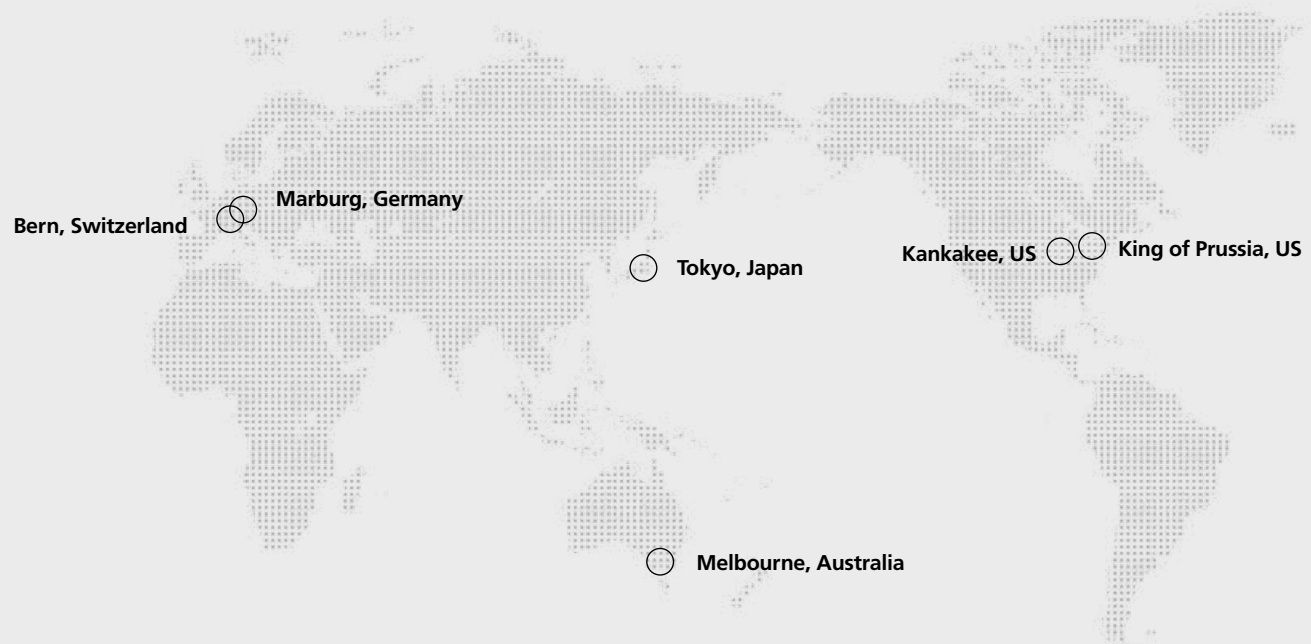 Marburg, Germany
Bern, Switzerland
Kankakee, US
King of Prussia, US
Tokyo, Japan
Melbourne, Australia